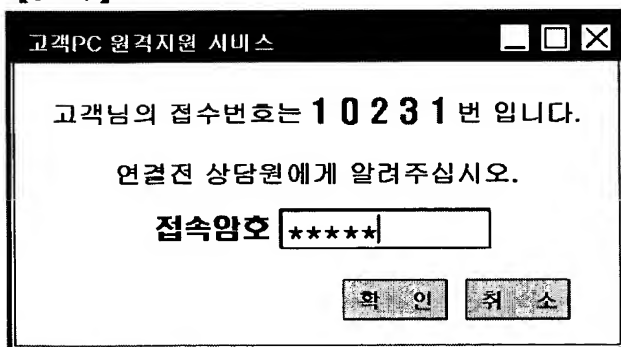 고객PC 원격지원 서비스
고객님의 접수번호는 10231번 입니다.
연결전 상담원에게 알려주십시오.
접속암호 *****
확 인 취 소